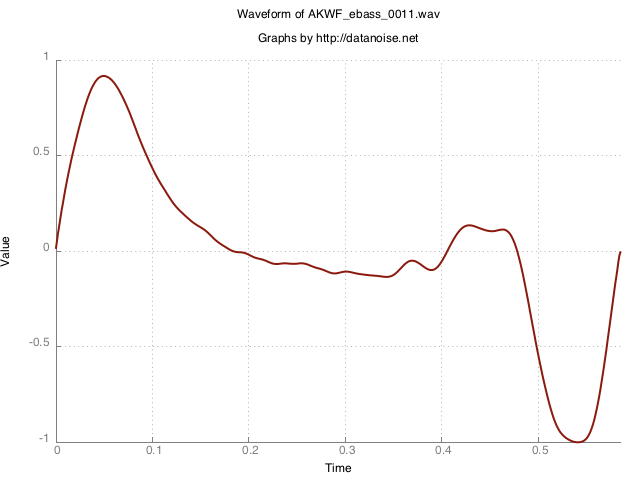 Waveform of AKWF_ebass_0011.wav
Graphs by http://datanoise.net
1
0.5
0
-0.5
-1
Value
0 0.1 0.2 0.3 0.4 0.5
Time